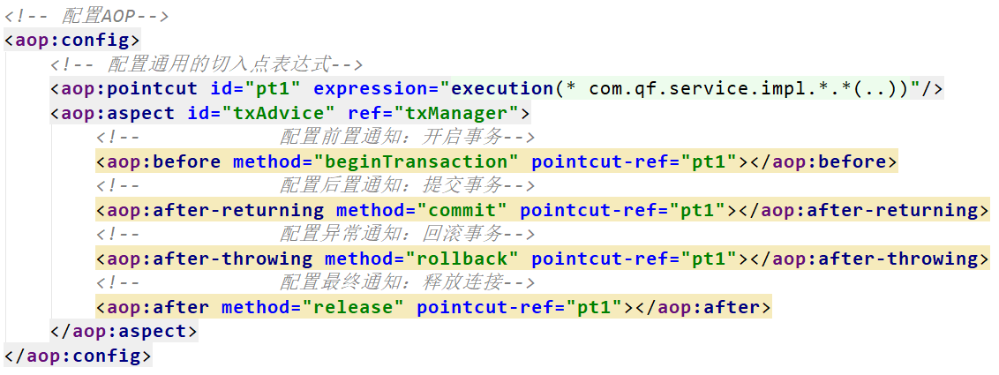 <!-- 配置AOP-->
<aop:config>
    <!-- 配置通用的切入点表达式-->
    <aop:pointcut id="pt1" expression="execution(* com.qf.service.impl.*.*(..))"/>
    <aop:aspect id="txAdvice" ref="txManager">
        <!--            配置前置通知：开启事务-->
        <aop:before method="beginTransaction" pointcut-ref="pt1"></aop:before>
        <!--            配置后置通知：提交事务-->
        <aop:after-returning method="commit" pointcut-ref="pt1"></aop:after-returning>
        <!--            配置异常通知：回滚事务-->
        <aop:after-throwing method="rollback" pointcut-ref="pt1"></aop:after-throwing>
        <!--            配置最终通知：释放连接-->
        <aop:after method="release" pointcut-ref="pt1"></aop:after>
    </aop:aspect>
</aop:config>